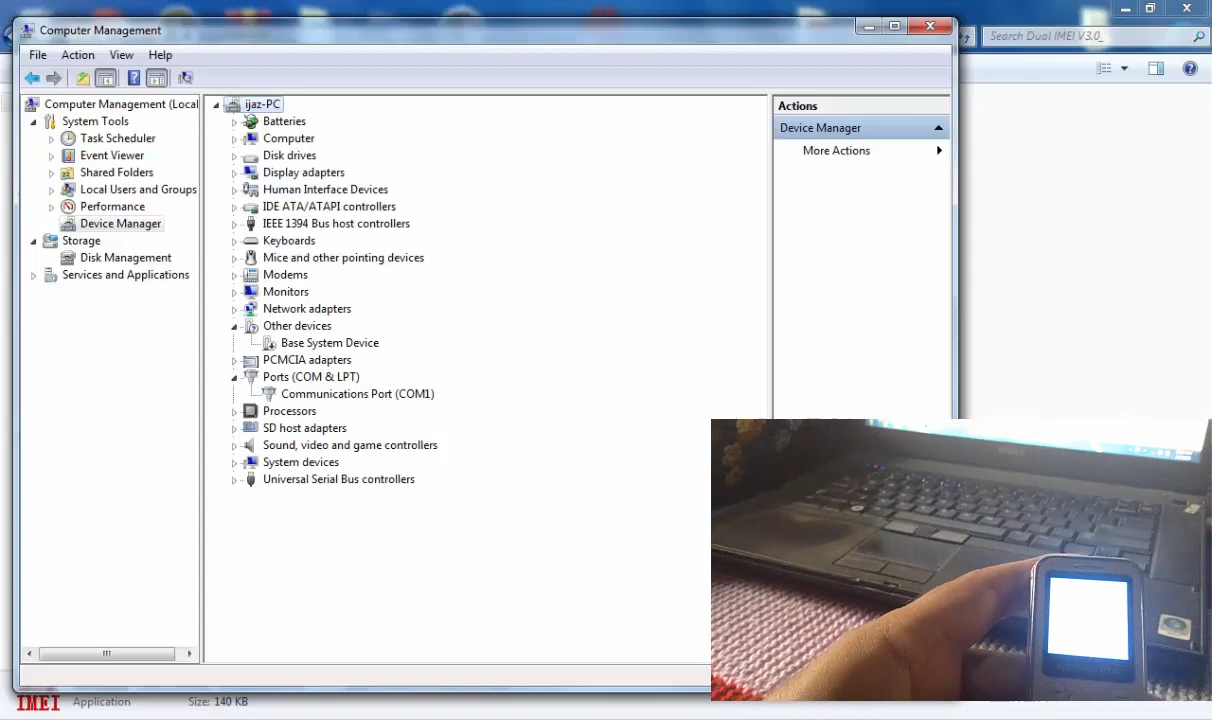 Computer Management
Search Dual IMEI V3.0_
File Action View Help
Computer Management (Local
System Tools
Task Scheduler
Event Viewer
Shared Folders
Local Users and Groups
Performance
Device Manager
Storage
Disk Management
Services and Applications
ijaz-PC
Batteries
Computer
Disk drives
Display adapters
Human Interface Devices
IDE ATA/ATAPI controllers
IEEE 1394 Bus host controllers
Keyboards
Mice and other pointing devices
Modems
Monitors
Network adapters
Other devices
Base System Device
PCMCIA adapters
Ports (COM & LPT)
Communications Port (COM1)
Processors
SD host adapters
Sound, video and game controllers
System devices
Universal Serial Bus controllers
Actions
Device Manager
More Actions
IMEI Application Size: 140 KB